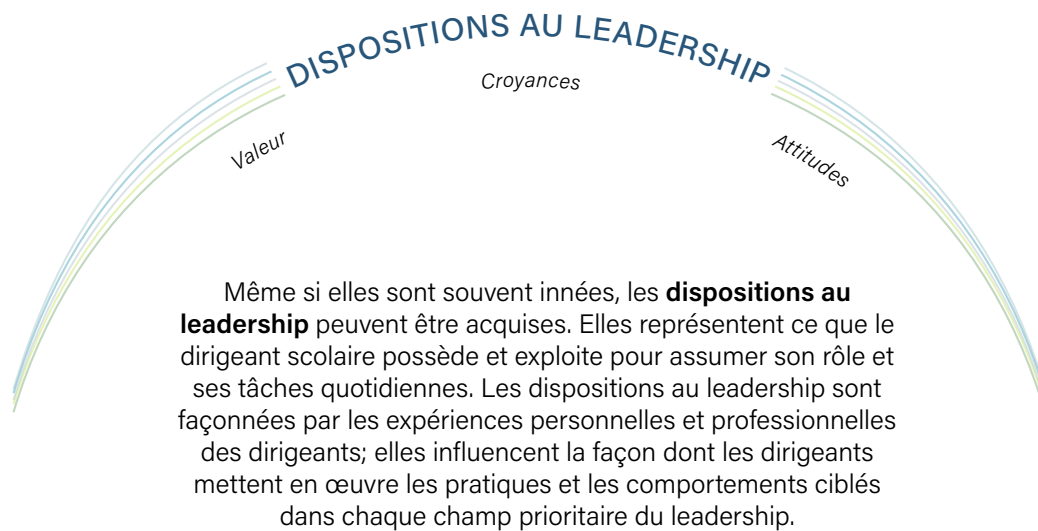 DISPOSITIONS AU LEADERSHIP
Croyances
Valeur
Attitudes
Même si elles sont souvent innées, les dispositions au
leadership peuvent être acquises. Elles représentent ce que le
dirigeant scolaire possède et exploite pour assumer son rôle et
ses tâches quotidiennes. Les dispositions au leadership sont
façonnées par les expériences personnelles et professionnelles
des dirigeants; elles influencent la façon dont les dirigeants
mettent en œuvre les pratiques et les comportements ciblés
dans chaque champ prioritaire du leadership.